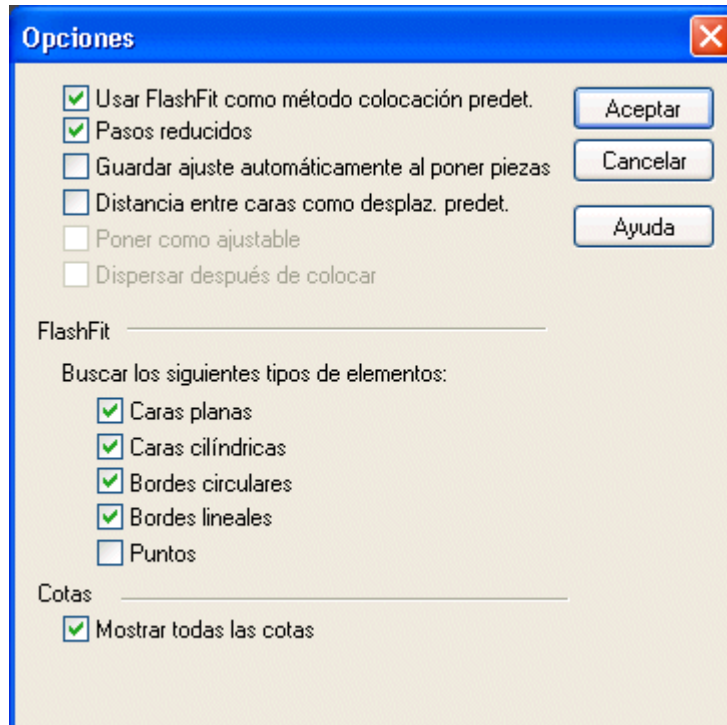 Opciones
Usar FlashFit como método colocación predet.
Pasos reducidos
Guardar ajuste automáticamente al poner piezas
Distancia entre caras como desplaz. predet.
Poner como ajustable
Dispersar después de colocar
Aceptar
Cancelar
Ayuda
FlashFit
Buscar los siguientes tipos de elementos:
Caras planas
Caras cilíndricas
Bordes circulares
Bordes lineales
Puntos
Cotas
Mostrar todas las cotas